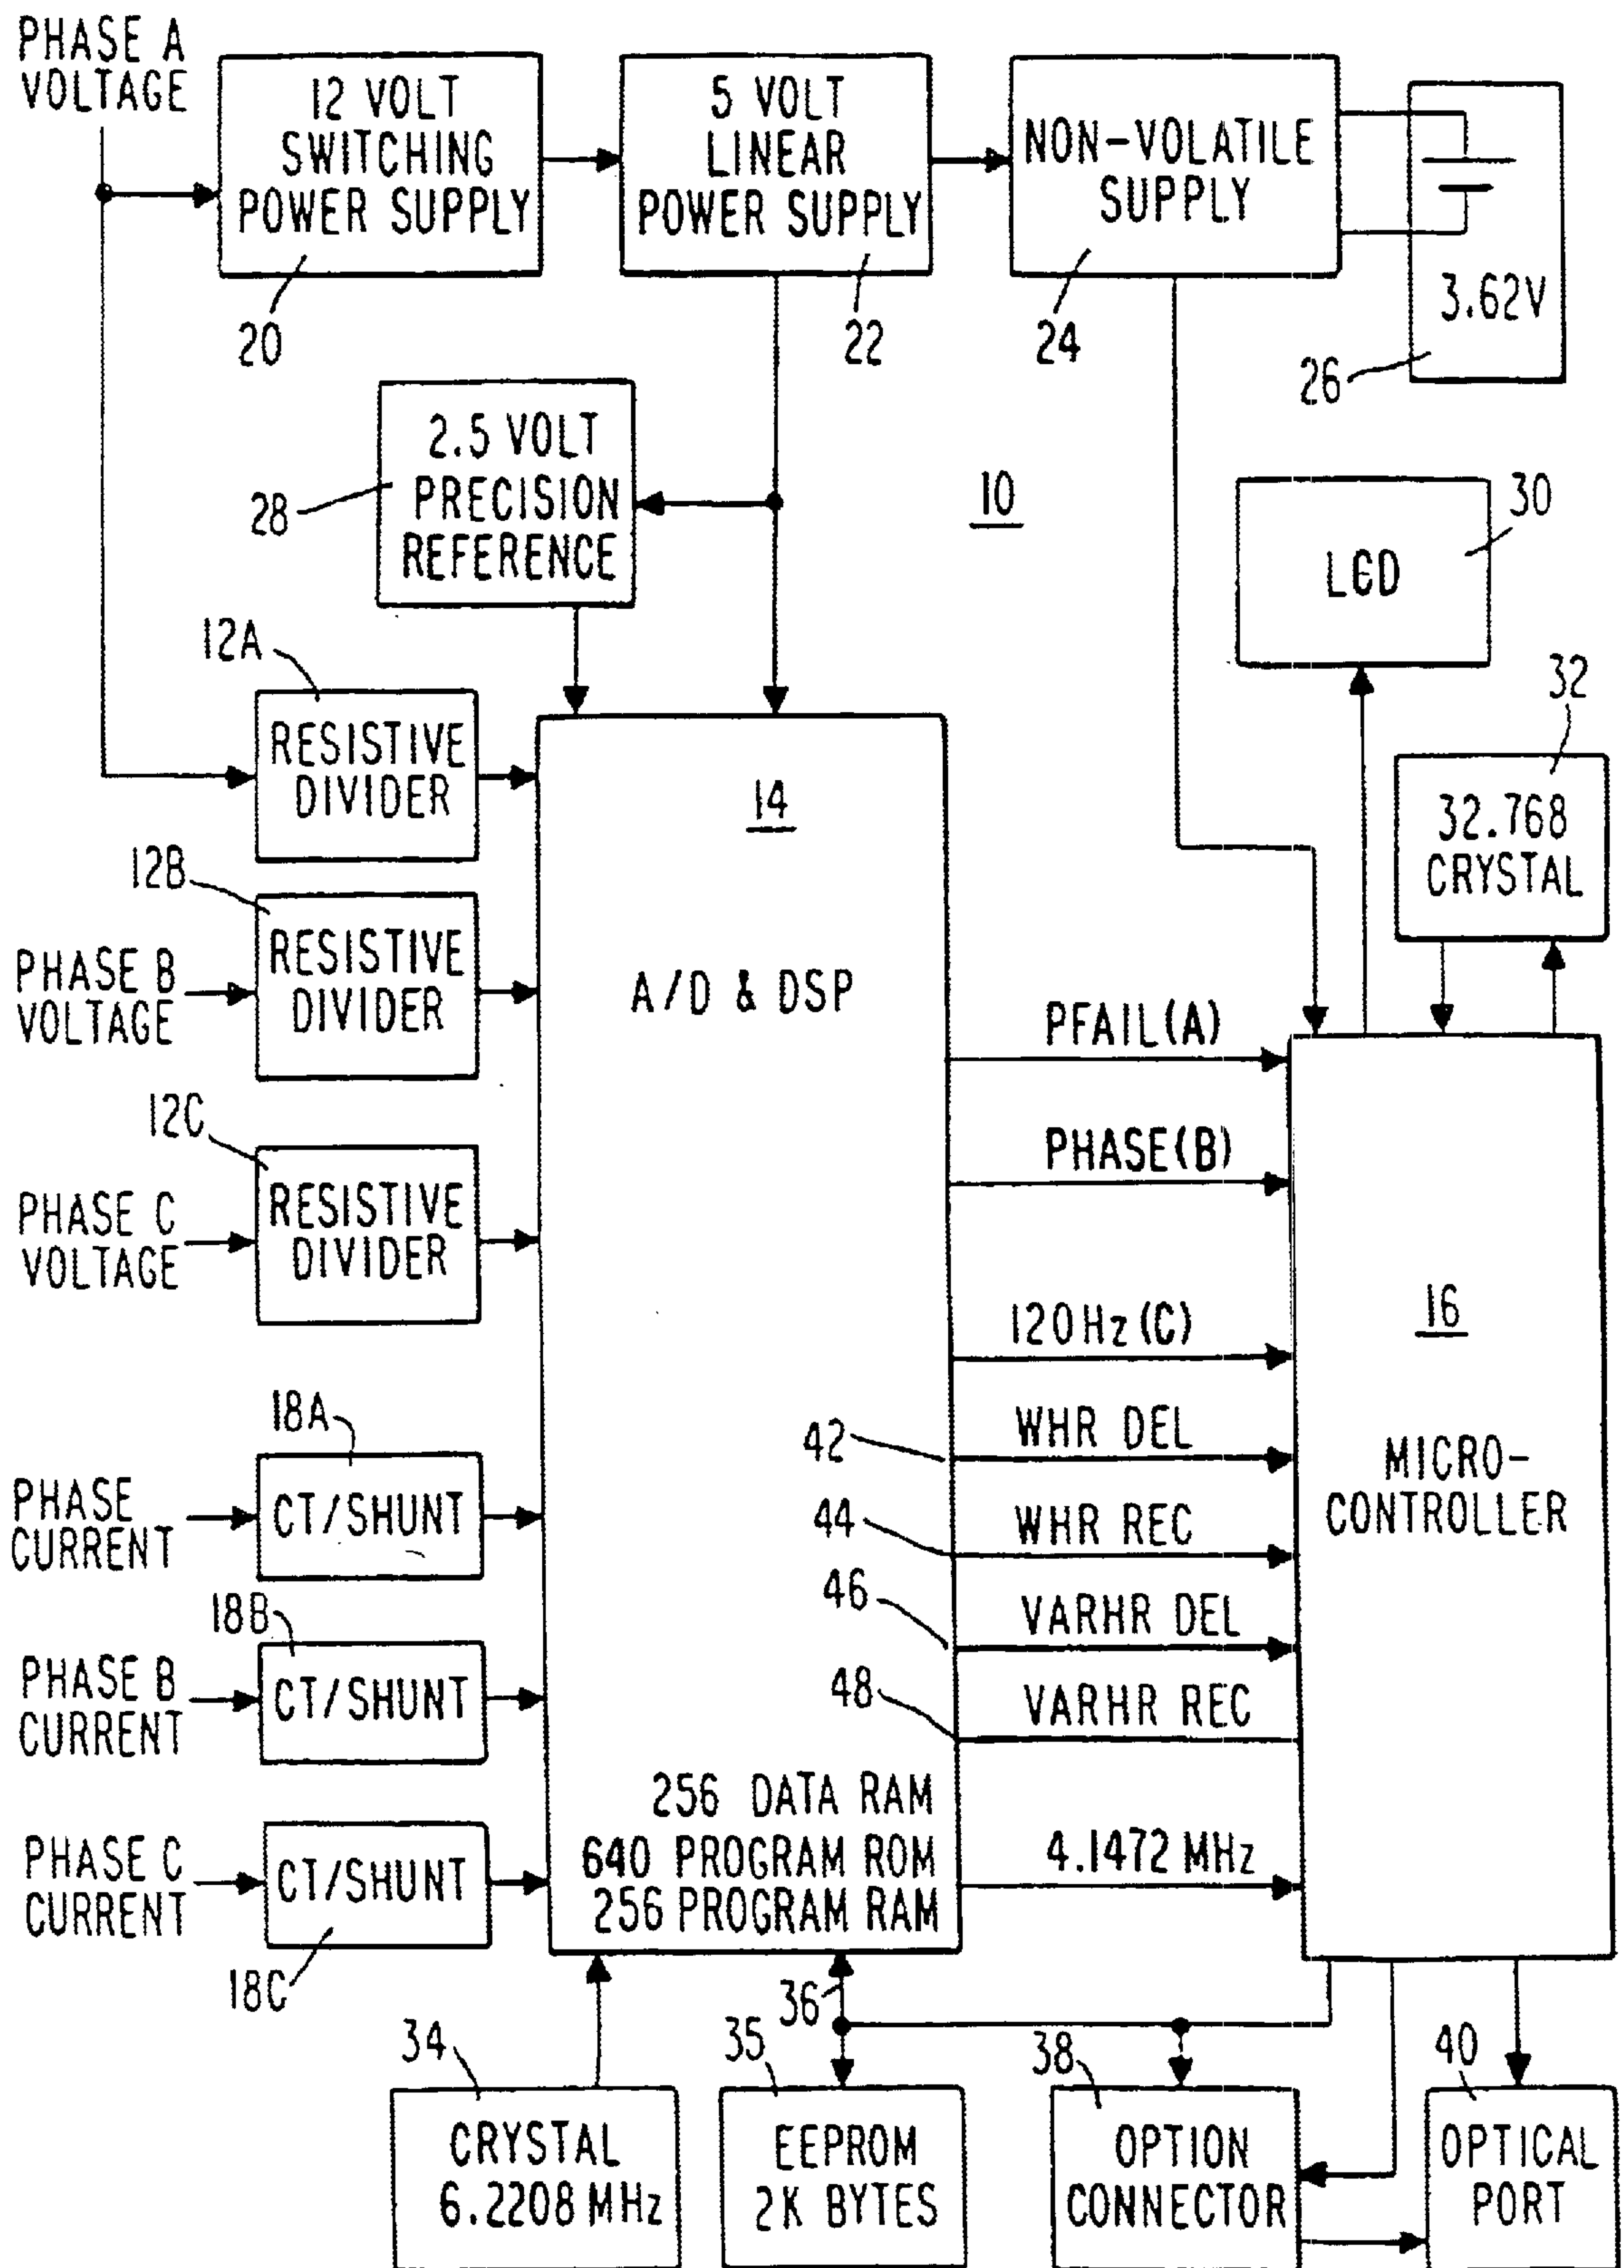 PHASE A
VOLTAGE
12 VOLT
SWITCHING
POWER SUPPLY
20
5 VOLT
LINEAR
POWER SUPPLY
22
NON-VOLATILE
SUPPLY
24
3.62V
26
2.5 VOLT
PRECISION
REFERENCE
28
10
LCD
30
32
32.768
CRYSTAL
12A
RESISTIVE
DIVIDER
12B
PHASE B
VOLTAGE
RESISTIVE
DIVIDER
12C
PHASE C
VOLTAGE
RESISTIVE
DIVIDER
14
A/D & DSP
PFAIL(A)
PHASE(B)
120Hz(C)
42
WHR DEL
44
WHR REC
46
VARHR DEL
48
VARHR REC
4.1472 MHz
16
MICRO-
CONTROLLER
18A
PHASE
CURRENT
CT/SHUNT
18B
PHASE B
CURRENT
CT/SHUNT
PHASE C
CURRENT
CT/SHUNT
18C
256 DATA RAM
640 PROGRAM ROM
256 PROGRAM RAM
36
34
CRYSTAL
6.2208 MHz
35
EEPROM
2K BYTES
38
OPTION
CONNECTOR
40
OPTICAL
PORT